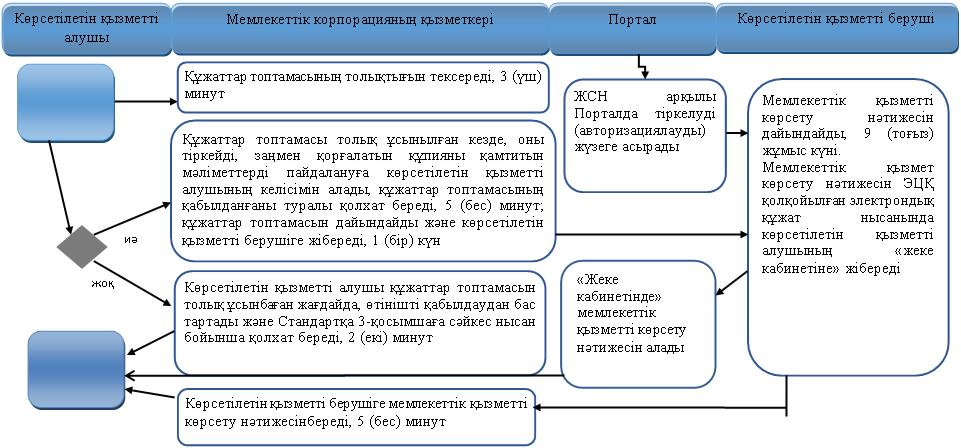 Көрсетілетін қызметті
алушы
Мемлекеттік корпорацияның қызметкері
Портал
Көрсетілетін қызметті беруші
Құжаттар топтамасының толықтығын тексереді, 3 (үш)
минут
Құжаттар топтамасы толық ұсынылған кезде, оны
тіркейді, заңмен қорғалатын құпияны қамтитын
мәліметтерді пайдалануға көрсетілетін қызметті
алушының келісімін алады, құжаттар топтамасының
қабылданғаны туралы қолхат береді, 5 (бес) минут;
құжаттар топтамасын дайындайды және көрсетілетін
қызметті берушіге жібереді, 1 (бір) күн
иә
жоқ
Көрсетілетін қызметті алушы құжаттар топтамасын
толық ұсынбаған жағдайда, өтінішті қабылдаудан бас
тартады және Стандартқа 3-қосымшаға сәйкес нысан
бойынша қолхат береді, 2 (екі) минут
Көрсетілетін қызметті берушіге мемлекеттік қызметті
көрсету нәтижесінбереді, 5 (бес) минут
ЖСН арқылы
Порталда тіркелуді
(авторизациялауды)
жүзеге асырады
«Жеке
кабинетінде»
мемлекеттік
қызметті көрсету
нәтижесін алады
Мемлекеттік қызметті
көрсету нәтижесін
дайындайды, 9 (тоғыз)
жұмыс күні.
Мемлекеттік қызмет
көрсету нәтижесін ЭЦҚ
қолқойылған электрондық
құжат нысанында
көрсетілетін қызметті
алушының «жеке
кабинетіне» жібереді